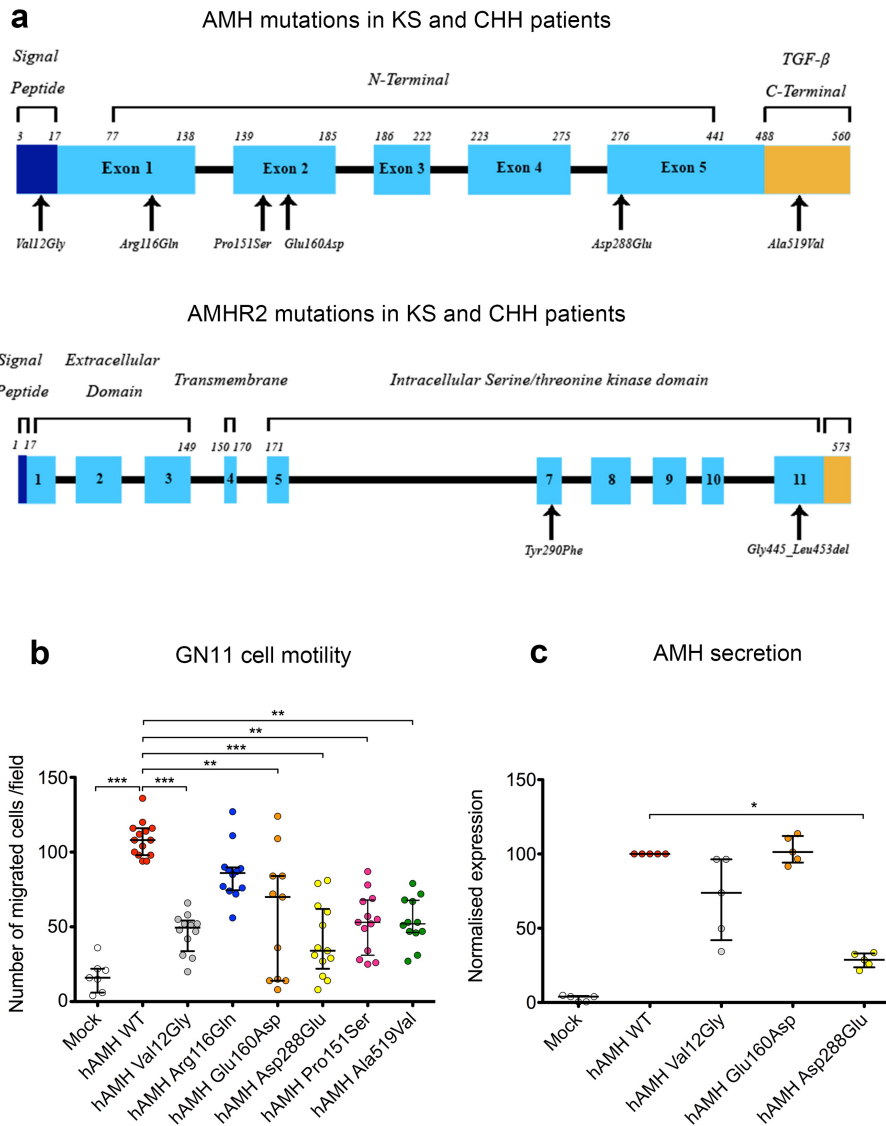 a
AMH mutations in KS and CHH patients
Signal
Peptide
N-Terminal
TGF-β
C-Terminal
3 17 77 138 139 185 186 222 223 275 276 441 488 560
Exon 1 Exon 2 Exon 3 Exon 4 Exon 5
Val12Gly Arg116Gln Pro151Ser Glu160Asp Asp288Glu Ala519Val
AMHR2 mutations in KS and CHH patients
Signal
Peptide
Extracellular
Domain
Transmembrane
Intracellular Serine/threonine kinase domain
1 17 149 150 170 171 573
1 2 3 4 5 7 8 9 10 11
Tyr290Phe Gly445_Leu453del
b
GN11 cell motility
Number of migrated cells /field
150
100
50
0
*** *** ** *** ** **
Mock
hAMH WT
hAMH Val12Gly
hAMH Arg116Gln
hAMH Glu160Asp
hAMH Asp288Glu
hAMH Pro151Ser
hAMH Ala519Val
c
AMH secretion
Normalised expression
150
100
50
0
*
Mock
hAMH WT
hAMH Val12Gly
hAMH Glu160Asp
hAMH Asp288Glu